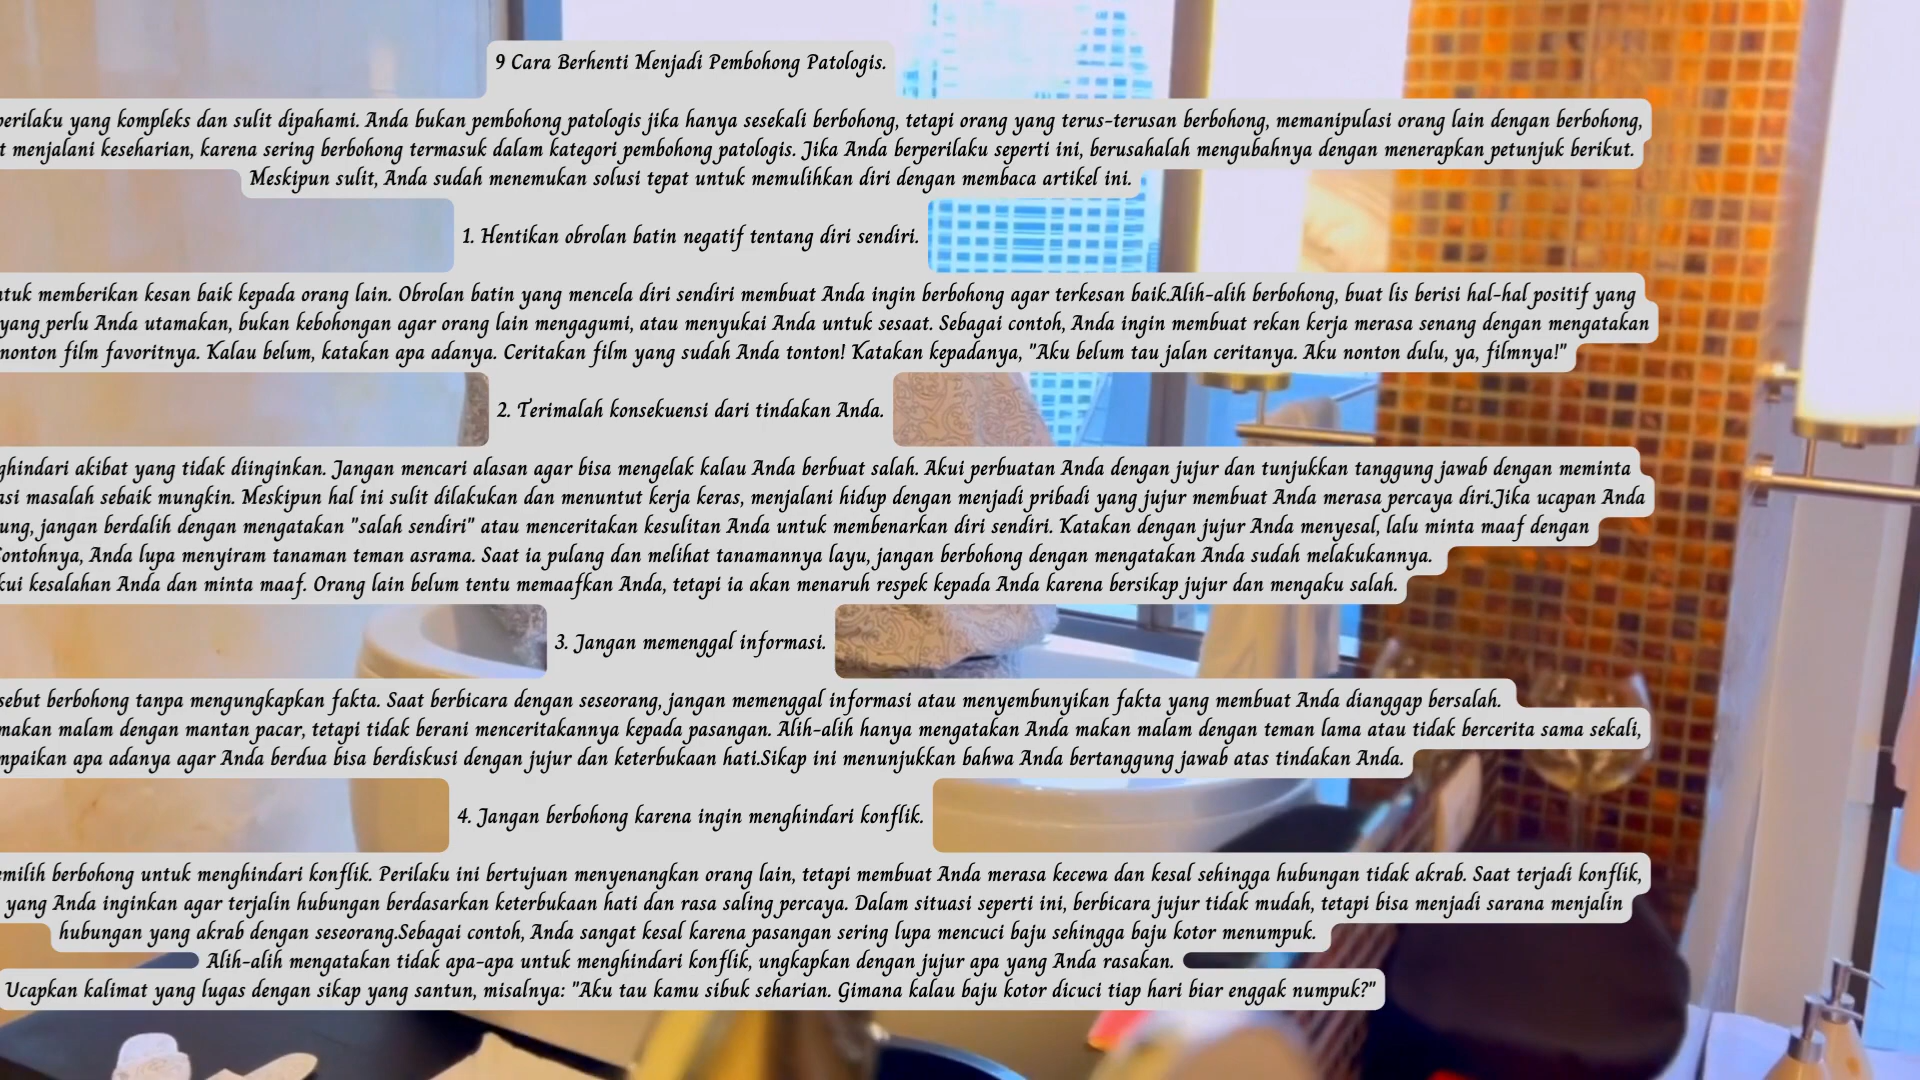 9 Cara Berhenti Menjadi Pembohong Patologis.
perilaku yang kompleks dan sulit dipahami. Anda bukan pembohong patologis jika hanya sesekali berbohong, tetapi orang yang terus-terusan berbohong, memanipulasi orang lain dengan berbohong,
menjalani keseharian, karena sering berbohong termasuk dalam kategori pembohong patologis. Jika Anda berperilaku seperti ini, berusahalah mengubahnya dengan menerapkan petunjuk berikut.
Meskipun sulit, Anda sudah menemukan solusi tepat untuk memulihkan diri dengan membaca artikel ini.
1. Hentikan obrolan batin negatif tentang diri sendiri.
memberikan kesan baik kepada orang lain. Obrolan batin yang mencela diri sendiri membuat Anda ingin berbohong agar terkesan baik.Alih-alih berbohong, buat lis berisi hal-hal positif yang
yang perlu Anda utamakan, bukan kebohongan agar orang lain mengagumi, atau menyukai Anda untuk sesaat. Sebagai contoh, Anda ingin membuat rekan kerja merasa senang dengan mengatakan
nonton film favoritnya. Kalau belum, katakan apa adanya. Ceritakan film yang sudah Anda tonton! Katakan kepadanya, "Aku belum tau jalan ceritanya. Aku nonton dulu, ya, filmnya!"
2. Terimalah konsekuensi dari tindakan Anda.
akibat yang tidak diinginkan. Jangan mencari alasan agar bisa mengelak kalau Anda berbuat salah. Akui perbuatan Anda dengan jujur dan tunjukkan tanggung jawab dengan meminta
masalah sebaik mungkin. Meskipun hal ini sulit dilakukan dan menuntut kerja keras, menjalani hidup dengan menjadi pribadi yang jujur membuat Anda merasa percaya diri.Jika ucapan Anda
jangan berdalih dengan mengatakan "salah sendiri" atau menceritakan kesulitan Anda untuk membenarkan diri sendiri. Katakan dengan jujur Anda menyesal, lalu minta maaf dengan
Contohnya, Anda lupa menyiram tanaman teman asrama. Saat ia pulang dan melihat tanamannya layu, jangan berbohong dengan mengatakan Anda sudah melakukannya.
kesalahan Anda dan minta maaf. Orang lain belum tentu memaafkan Anda, tetapi ia akan menaruh respek kepada Anda karena bersikap jujur dan mengaku salah.
3. Jangan memenggal informasi.
berbohong tanpa mengungkapkan fakta. Saat berbicara dengan seseorang, jangan memenggal informasi atau menyembunyikan fakta yang membuat Anda dianggap bersalah.
makan malam dengan mantan pacar, tetapi tidak berani menceritakannya kepada pasangan. Alih-alih hanya mengatakan Anda makan malam dengan teman lama atau tidak bercerita sama sekali,
apa adanya agar Anda berdua bisa berdiskusi dengan jujur dan keterbukaan hati.Sikap ini menunjukkan bahwa Anda bertanggung jawab atas tindakan Anda.
4. Jangan berbohong karena ingin menghindari konflik.
berbohong untuk menghindari konflik. Perilaku ini bertujuan menyenangkan orang lain, tetapi membuat Anda merasa kecewa dan kesal sehingga hubungan tidak akrab. Saat terjadi konflik,
yang Anda inginkan agar terjalin hubungan berdasarkan keterbukaan hati dan rasa saling percaya. Dalam situasi seperti ini, berbicara jujur tidak mudah, tetapi bisa menjadi sarana menjalin
hubungan yang akrab dengan seseorang.Sebagai contoh, Anda sangat kesal karena pasangan sering lupa mencuci baju sehingga baju kotor menumpuk.
Alih-alih mengatakan tidak apa-apa untuk menghindari konflik, ungkapkan dengan jujur apa yang Anda rasakan.
Ucapkan kalimat yang lugas dengan sikap yang santun, misalnya: "Aku tau kamu sibuk seharian. Gimana kalau baju kotor dicuci tiap hari biar enggak numpuk?"